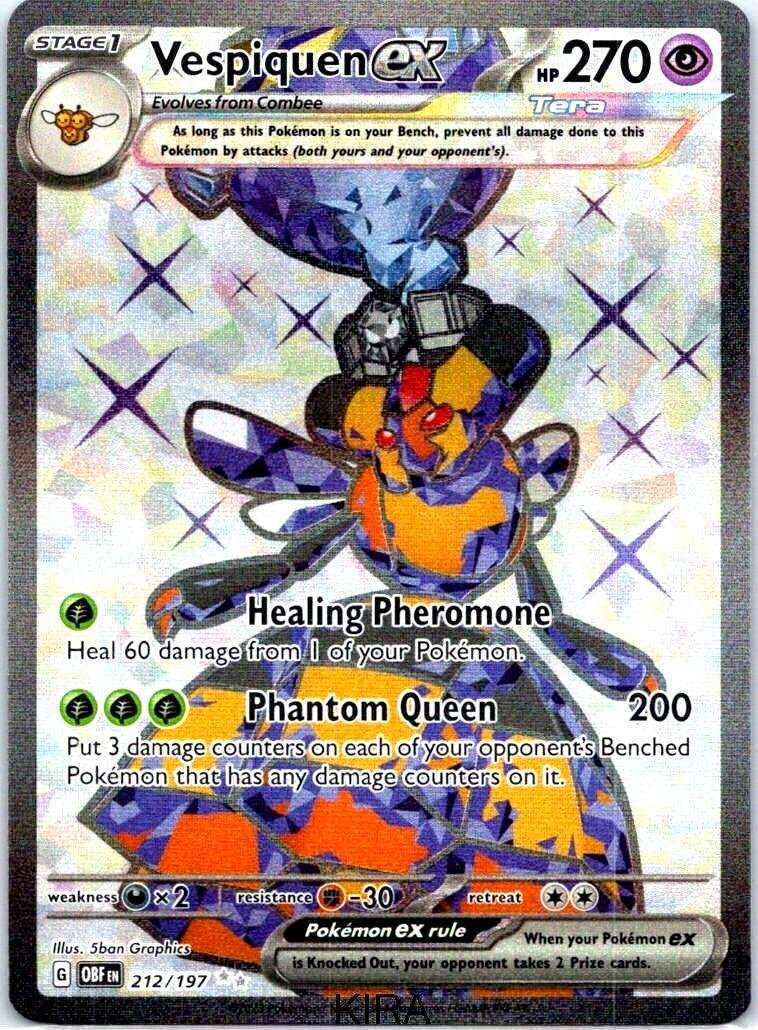 STAGE 1
Vespiquen ex
HP 270
Evolves from Combee
Tera
As long as this Pokémon is on your Bench, prevent all damage done to this
Pokémon by attacks (both yours and your opponent's).
Healing Pheromone
Heal 60 damage from 1 of your Pokémon.
Phantom Queen 200
Put 3 damage counters on each of your opponent's Benched
Pokémon that has any damage counters on it.
weakness ×2 resistance -30 retreat
Pokémon ex rule
When your Pokémon ex
is Knocked Out, your opponent takes 2 Prize cards.
Illus. 5ban Graphics
G OBF EN 212/197
KIRA